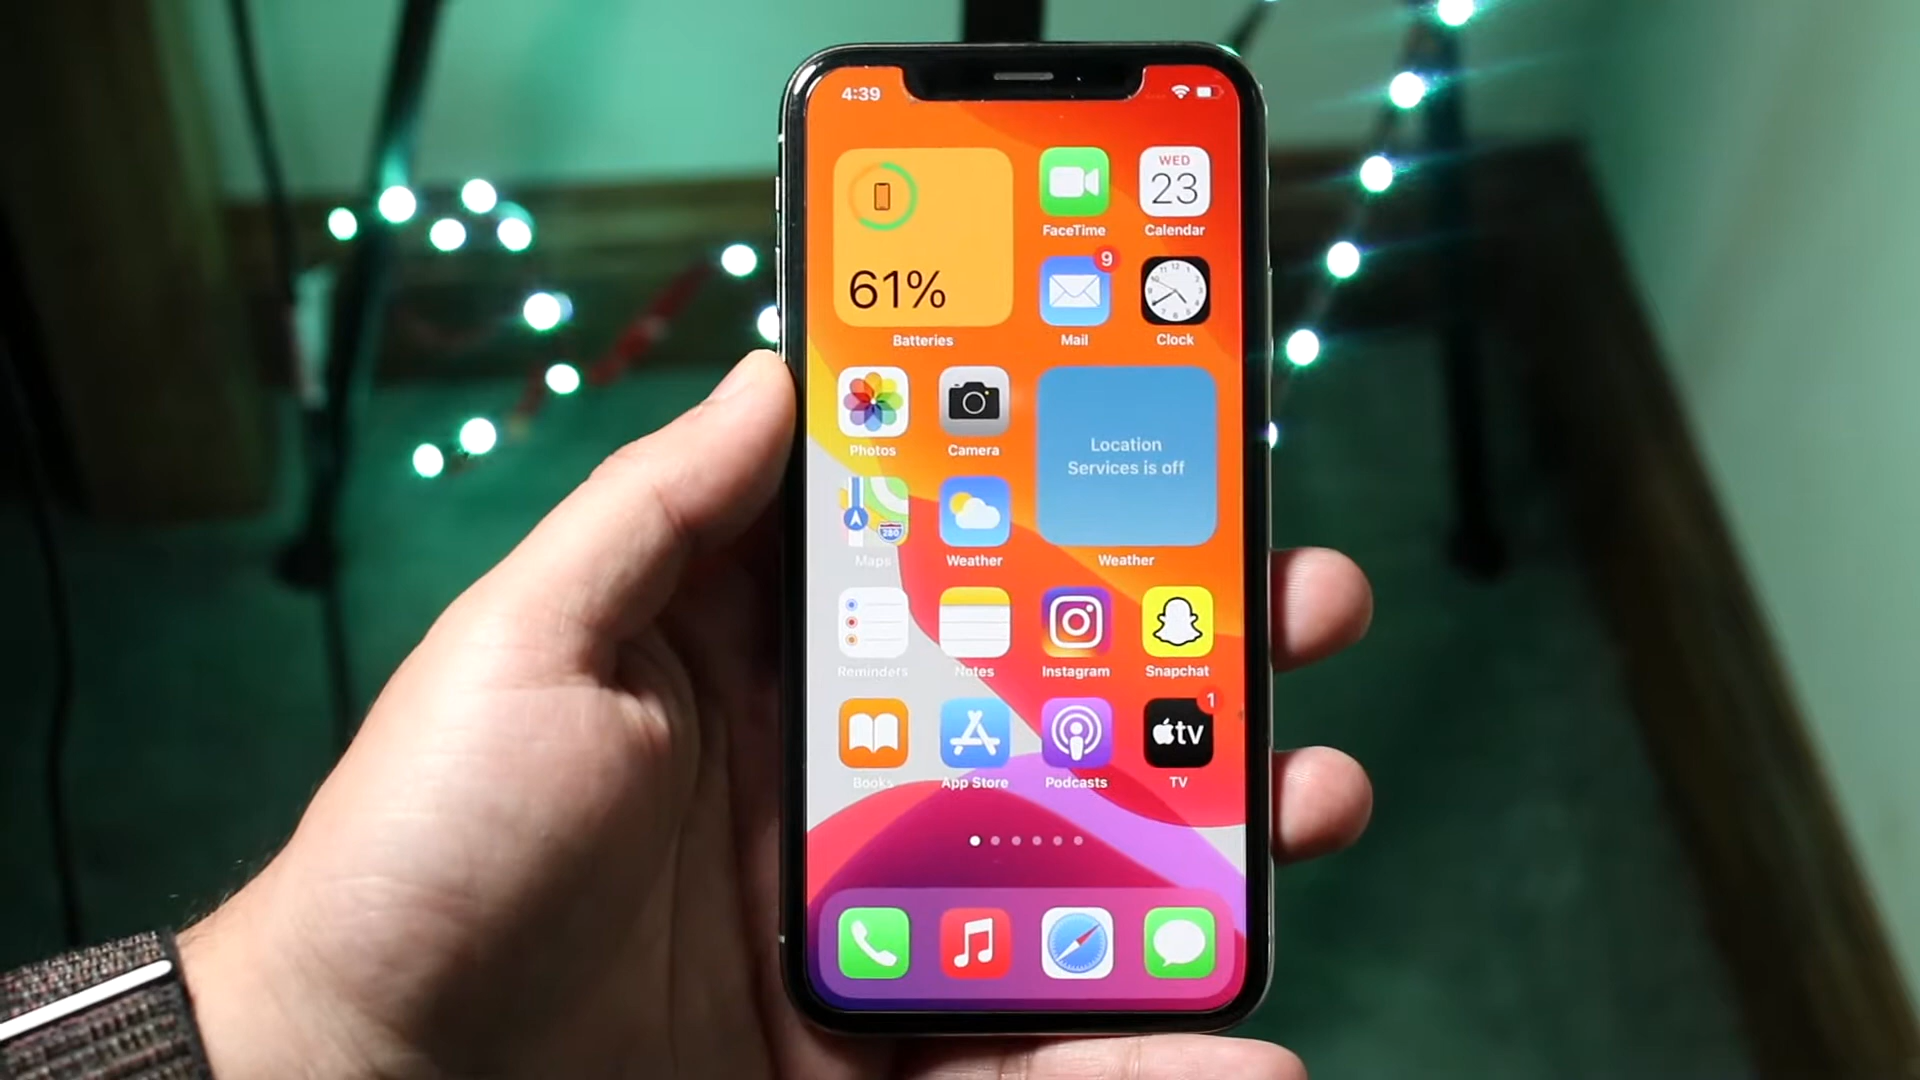 4:39
WED
23
FaceTime
Calendar
61%
Batteries
9
Mail
Clock
Photos
Camera
Location
Services is off
280
Maps
Weather
Weather
Reminders
Notes
Instagram
Snapchat
1
tv
Books
App Store
Podcasts
TV